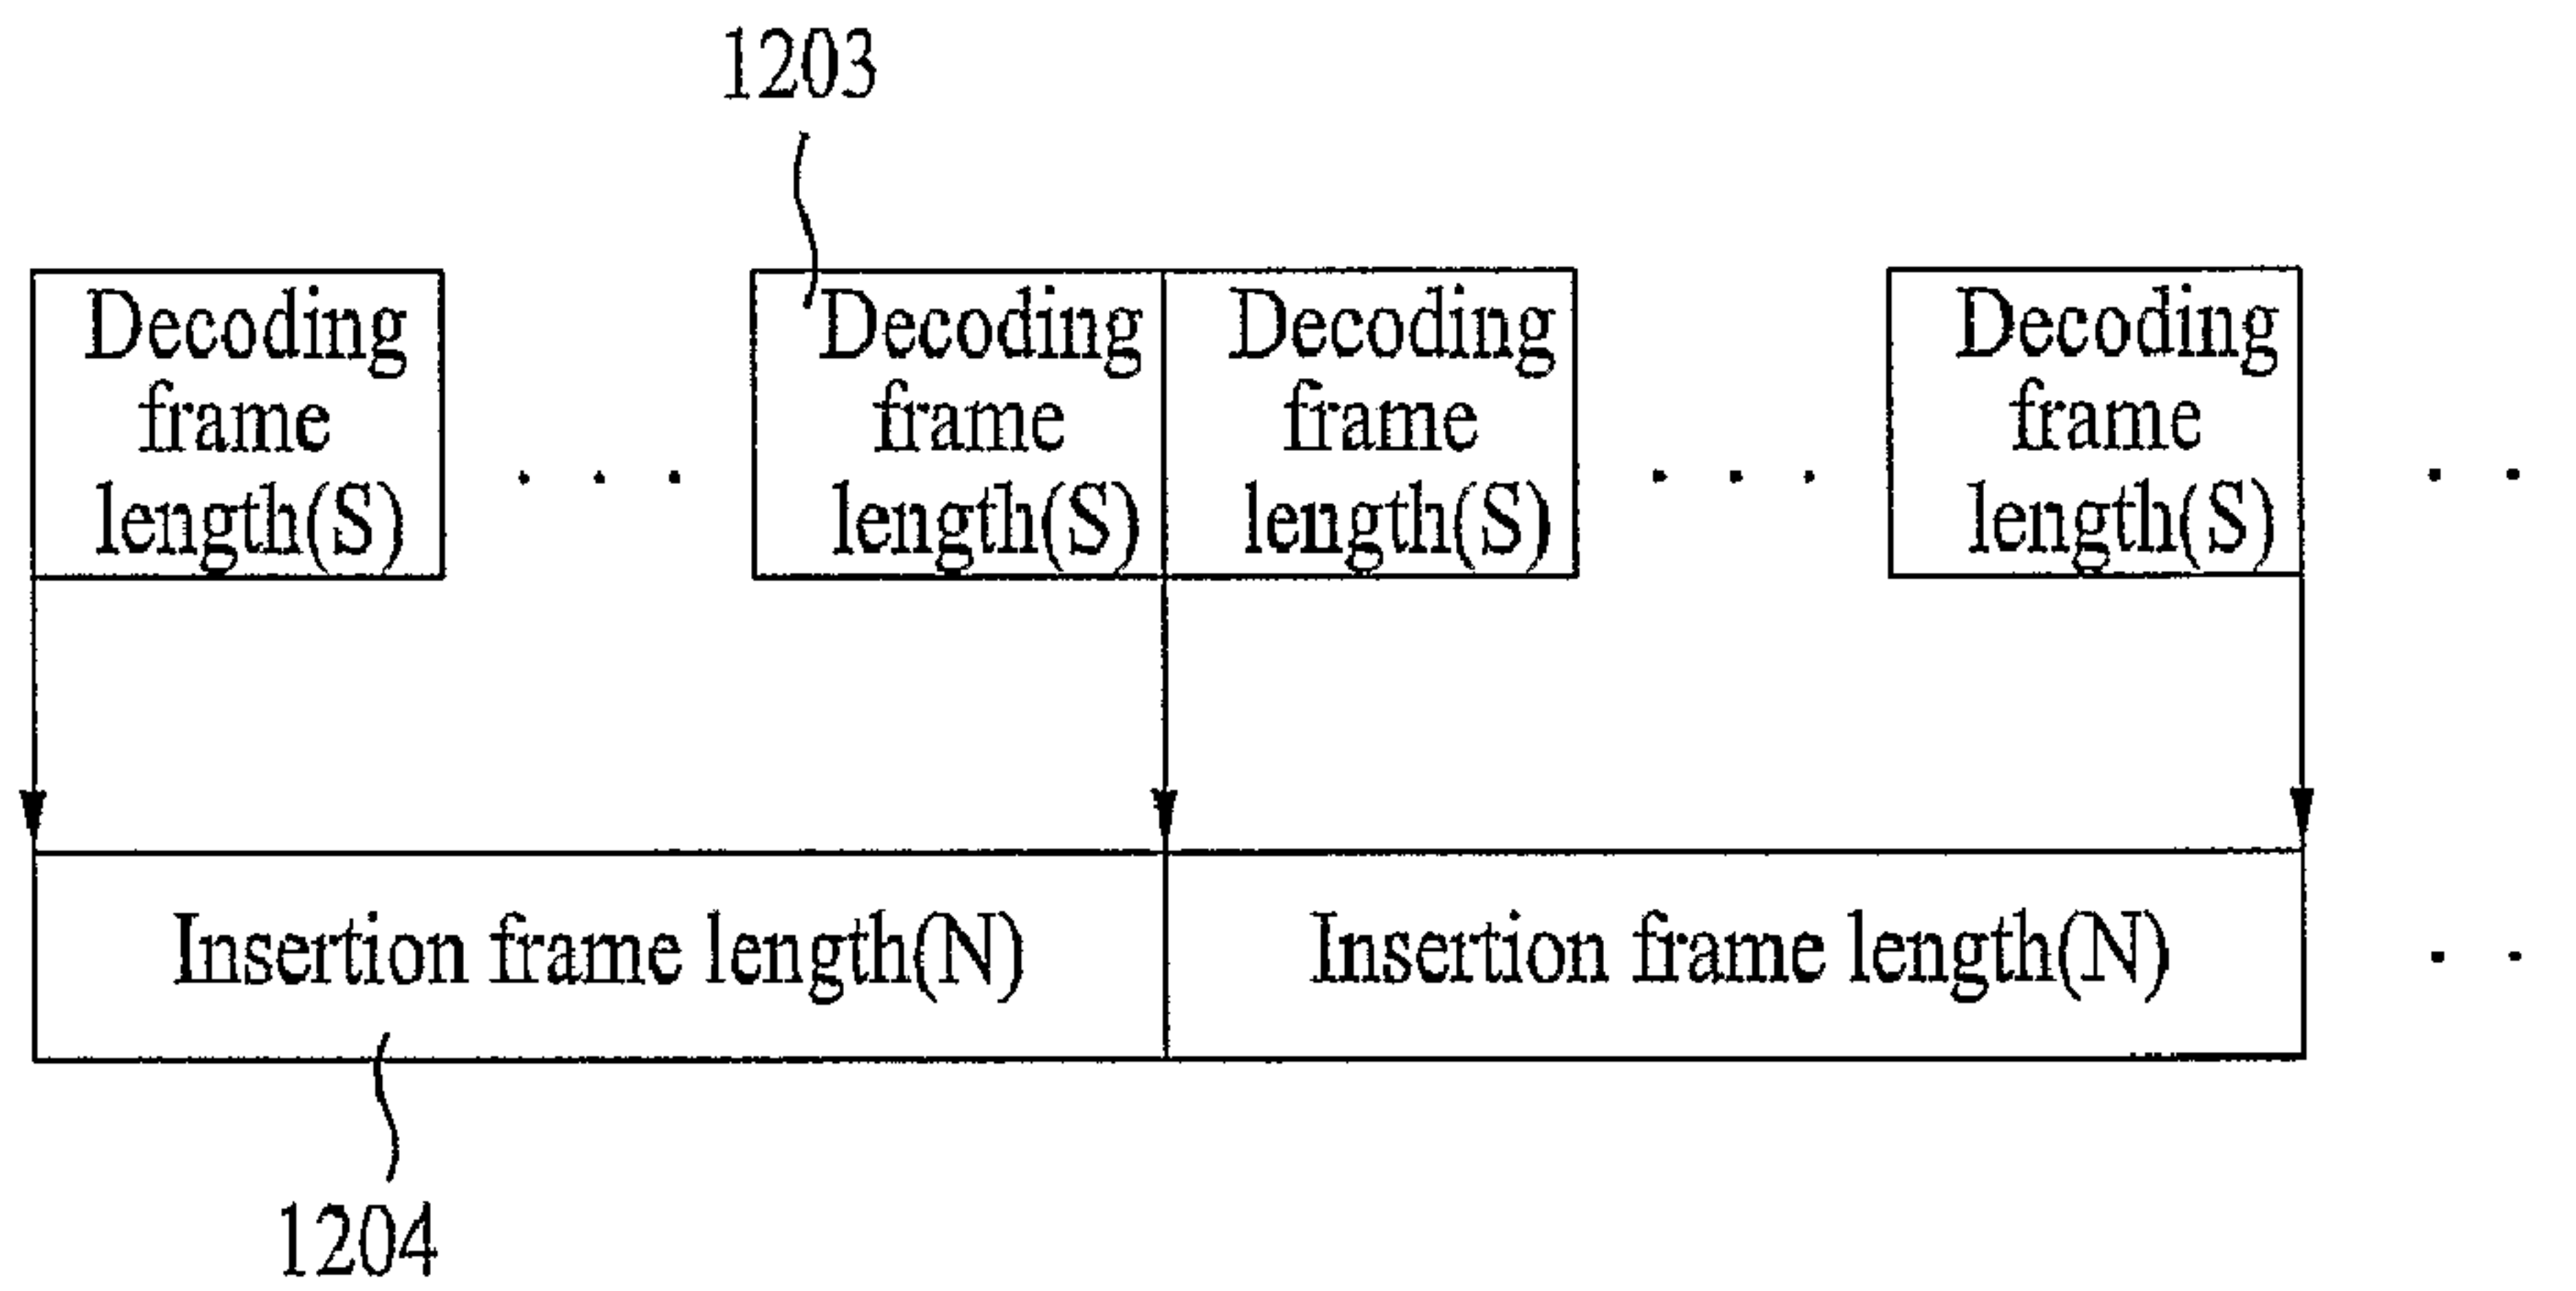 1203
Decoding
frame
length(S)
. . .
Decoding
frame
length(S)
Decoding
frame
length(S)
. . .
Decoding
frame
length(S)
. .
Insertion frame length(N)
Insertion frame length(N)
. .
1204